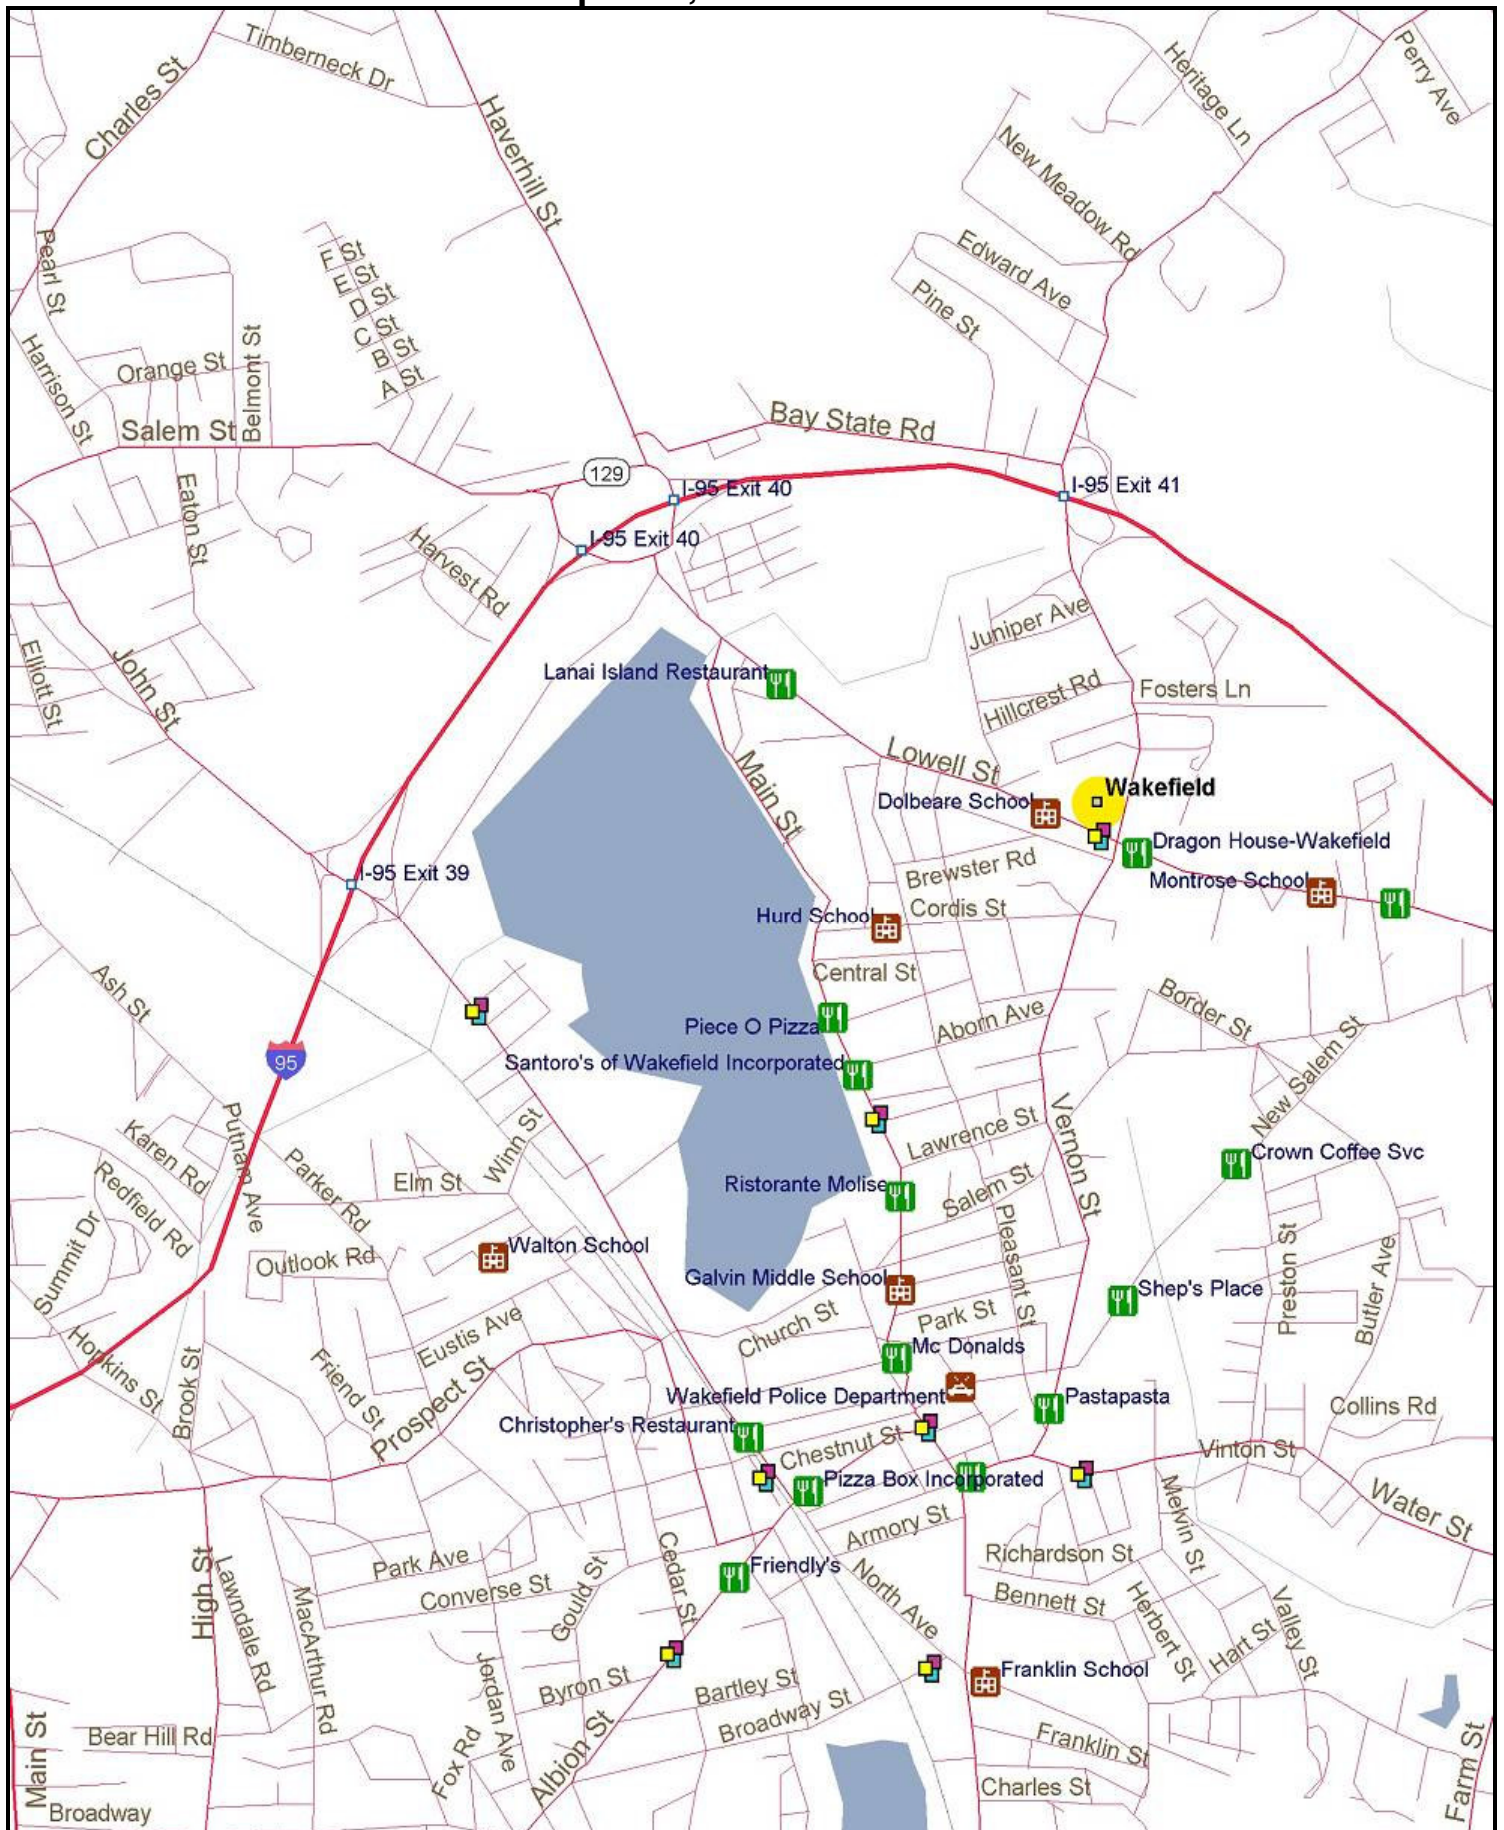 Timberneck Dr
Charles St
Haverhill St
Heritage Ln
Perry Ave
New Meadow Rd
Edward Ave
Pine St
Pearl St
F St
E St
D St
C St
B St
A St
Harrison St
Orange St
Belmont St
Salem St
Bay State Rd
129
I-95 Exit 40
I-95 Exit 41
I-95 Exit 40
Eaton St
Harvest Rd
Juniper Ave
Elliott St
John St
Lanai Island Restaurant
Hillcrest Rd
Fosters Ln
Lowell St
Main St
Wakefield
Dolbeare School
Dragon House-Wakefield
Brewster Rd
Montrose School
I-95 Exit 39
Hurd School
Cordis St
Central St
Ash St
Border St
Piece O Pizza
Aborn Ave
Santoro's of Wakefield Incorporated
New Salem St
95
Putnam Ave
Karen Rd
Winn St
Lawrence St
Vernon St
Crown Coffee Svc
Parker Rd
Elm St
Redfield Rd
Ristorante Molise
Salem St
Pleasant St
Summit Dr
Outlook Rd
Walton School
Galvin Middle School
Shep's Place
Preston St
Butler Ave
Church St
Park St
Eustis Ave
Hopkins St
Brook St
Friend St
Prospect St
Mc Donalds
Wakefield Police Department
Pastapasta
Collins Rd
Christopher's Restaurant
Chestnut St
Vinton St
Pizza Box Incorporated
Water St
Melvin St
Armory St
High St
Lawndale Rd
MacArthur Rd
Park Ave
Converse St
Gould St
Cedar St
Friendly's
North Ave
Richardson St
Bennett St
Herbert St
Hart St
Valley St
Jordan Ave
Byron St
Bartley St
Broadway St
Franklin School
Franklin St
Charles St
Main St
Bear Hill Rd
Fox Rd
Albion St
Broadway
Farm St